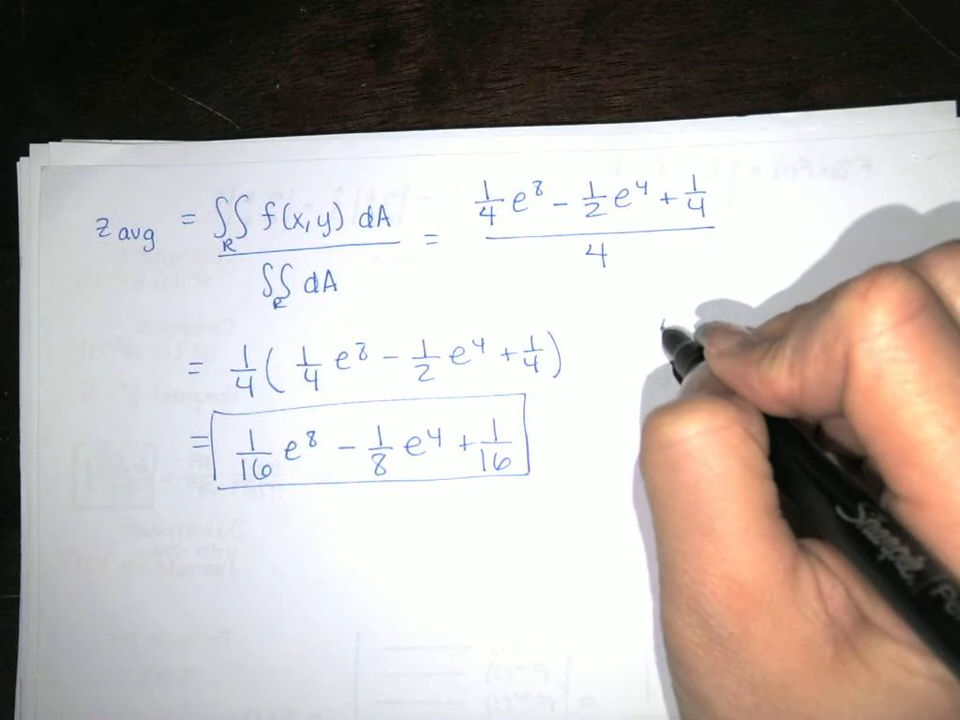 z avg = ∬_R f(x,y) dA / ∬_R dA = (1/4 e^8 - 1/2 e^4 + 1/4) / 4
= 1/4 ( 1/4 e^8 - 1/2 e^4 + 1/4 )
= 1/16 e^8 - 1/8 e^4 + 1/16
Sharpie